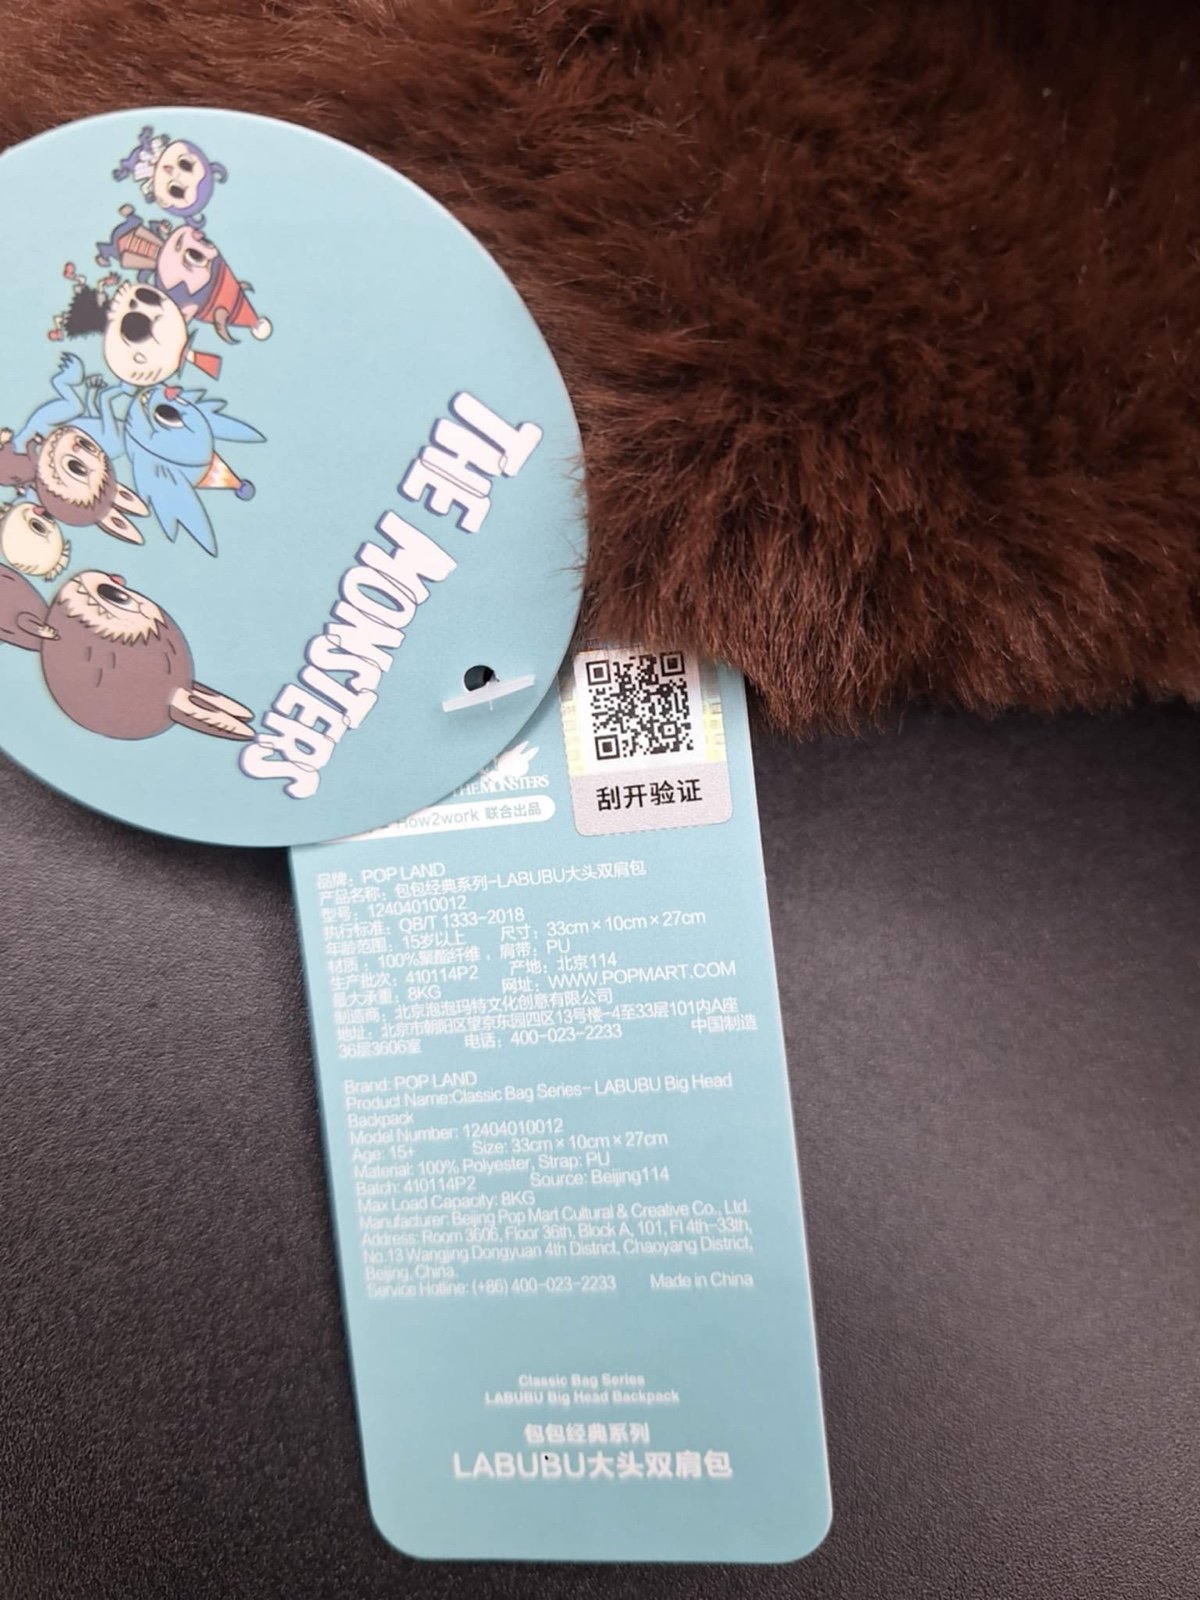 THE MONSTERS
THE MONSTERS
How2work 联合出品
刮开验证
品牌：POP LAND
产品名称：包包经典系列-LABUBU大头双肩包
型号：12404010012
执行标准：QB/T 1333-2018
年龄范围：15岁以上 尺寸：33cm×10cm×27cm
材质：100%聚酯纤维，肩带：PU
生产批次：410114P2 产地：北京114
最大承重：8KG 网址：WWW.POPMART.COM
制造商：北京泡泡玛特文化创意有限公司
地址：北京市朝阳区望京东园四区13号楼-4至33层101内A座
36层3606室 电话：400-023-2233 中国制造
Brand: POP LAND
Product Name:Classic Bag Series- LABUBU Big Head
Backpack
Model Number: 12404010012
Age: 15+ Size: 33cm×10cm×27cm
Material: 100% Polyester, Strap: PU
Batch: 410114P2 Source: Beijing114
Max Load Capacity: 8KG
Manufacturer: Beijing Pop Mart Cultural & Creative Co., Ltd.
Address: Room 3606, Floor 36th, Block A, 101, Fl 4th-33th,
No.13 Wangjing Dongyuan 4th District, Chaoyang District,
Beijing, China.
Service Hotline: (+86) 400-023-2233 Made in China
Classic Bag Series
LABUBU Big Head Backpack
包包经典系列
LABUBU大头双肩包